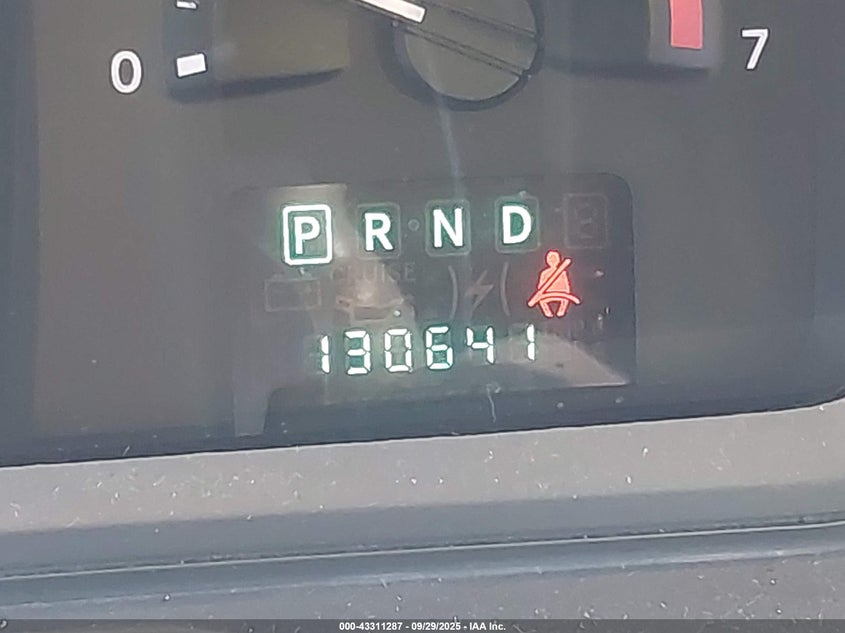 0 7
P R N D
CRUISE
130641
000-43311287 - 09/29/2025 - IAA Inc.